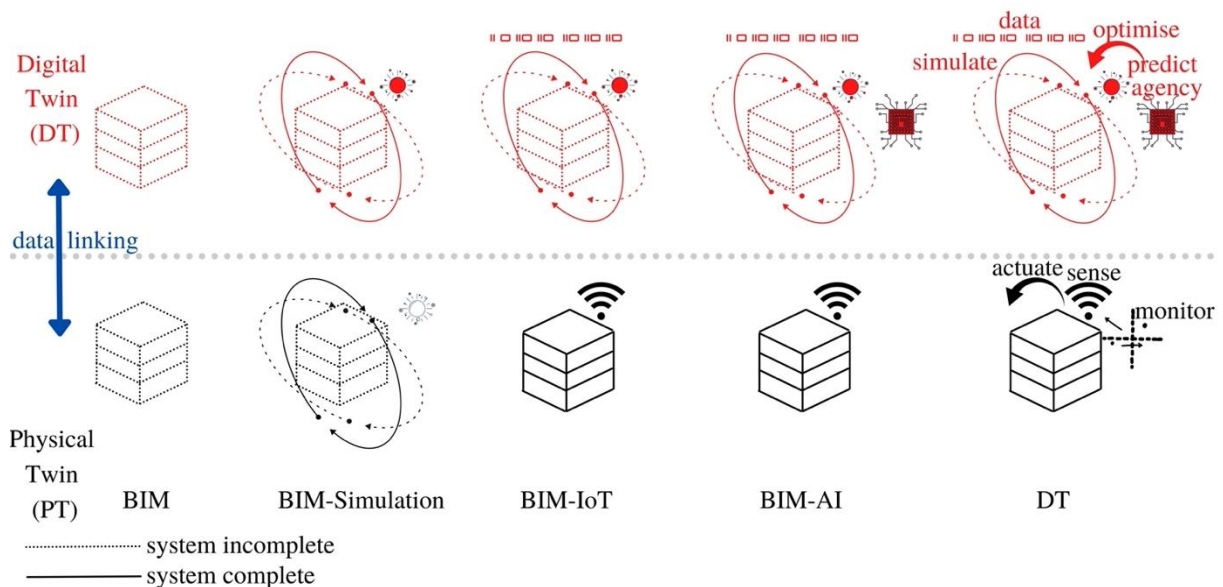 Digital
Twin
(DT)
simulate
data
optimise
predict
agency
data linking
actuate
sense
monitor
Physical
Twin
(PT)
BIM
BIM-Simulation
BIM-IoT
BIM-AI
DT
system incomplete
system complete